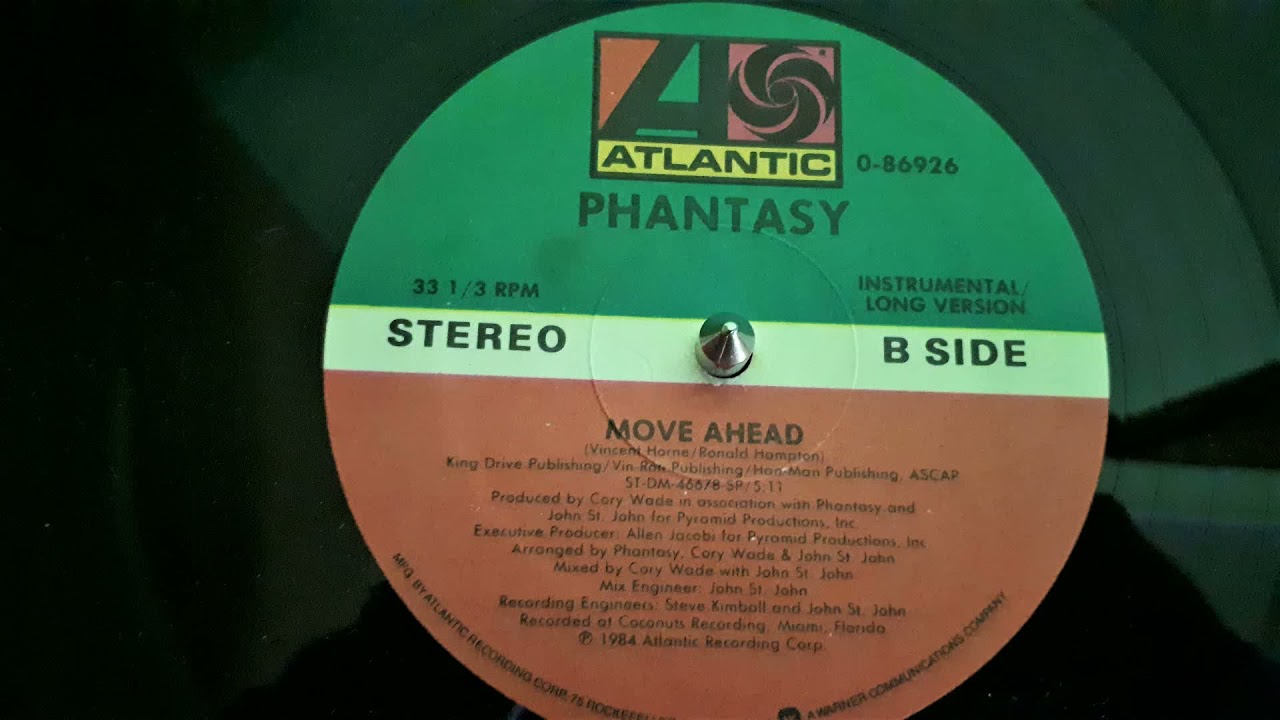 ATLANTIC
0-86926
PHANTASY
33 1/3 RPM
INSTRUMENTAL/
LONG VERSION
STEREO
B SIDE
MOVE AHEAD
(Vincent Horne/Ronald Hampton)
King Drive Publishing/Vin Ron Publishing/Han-Man Publishing, ASCAP
ST-DM-46678-SP/5:11
Produced by Cory Wade in association with Phantasy and
John St. John for Pyramid Productions, Inc.
Executive Producer: Allen Jacobi for Pyramid Productions, Inc
Arranged by Phantasy, Cory Wade & John St. John
Mixed by Cory Wade with John St. John
Mix Engineer: John St. John
Recording Engineers: Steve Kimball and John St. John
Recorded at Coconuts Recording, Miami, Florida
℗ 1984 Atlantic Recording Corp.
MFG. BY ATLANTIC RECORDING CORP. 75
A WARNER COMMUNICATIONS COMPANY